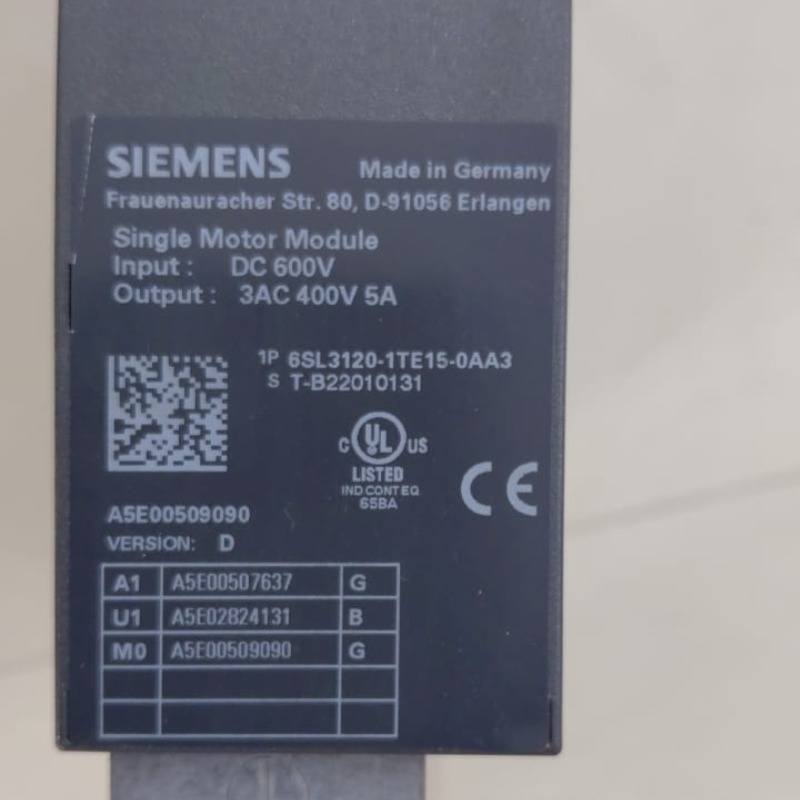 SIEMENS Made in Germany
Frauenauracher Str. 80, D-91056 Erlangen
Single Motor Module
Input : DC 600V
Output : 3AC 400V 5A
1P 6SL3120-1TE15-0AA3
S T-B22010131
C UL US
LISTED
IND CONT EQ
65BA
CE
A5E00509090
VERSION: D
A1 A5E00507637 G
U1 A5E02824131 B
M0 A5E00509090 G